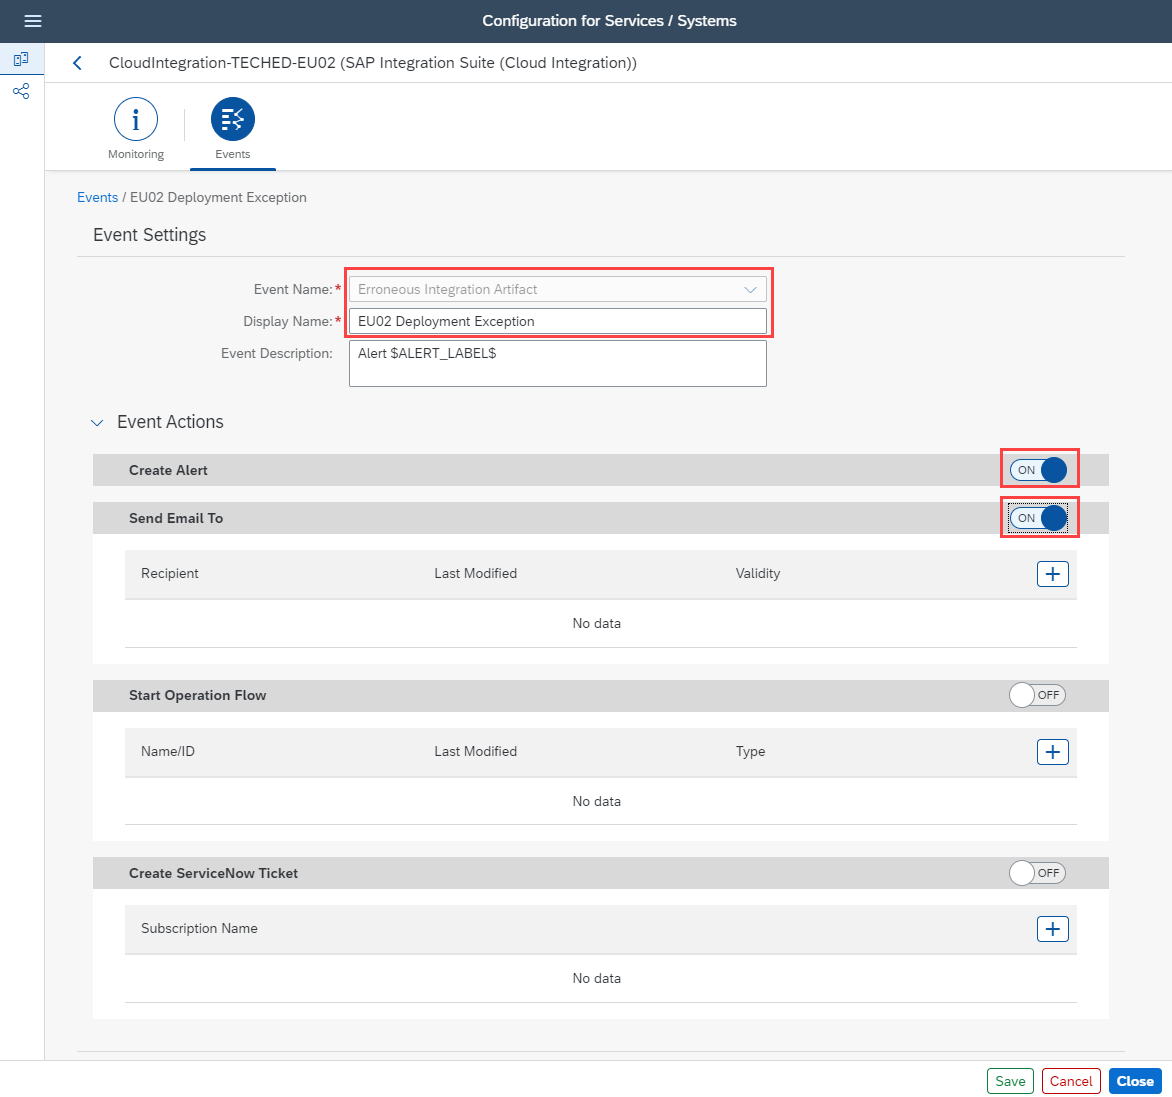 Configuration for Services / Systems
CloudIntegration-TECHED-EU02 (SAP Integration Suite (Cloud Integration))
Monitoring
Events
Events / EU02 Deployment Exception
Event Settings
Event Name:* Erroneous Integration Artifact
Display Name:* EU02 Deployment Exception
Event Description: Alert $ALERT_LABEL$
Event Actions
Create Alert ON
Send Email To ON
Recipient Last Modified Validity +
No data
Start Operation Flow OFF
Name/ID Last Modified Type +
No data
Create ServiceNow Ticket OFF
Subscription Name +
No data
Save Cancel Close